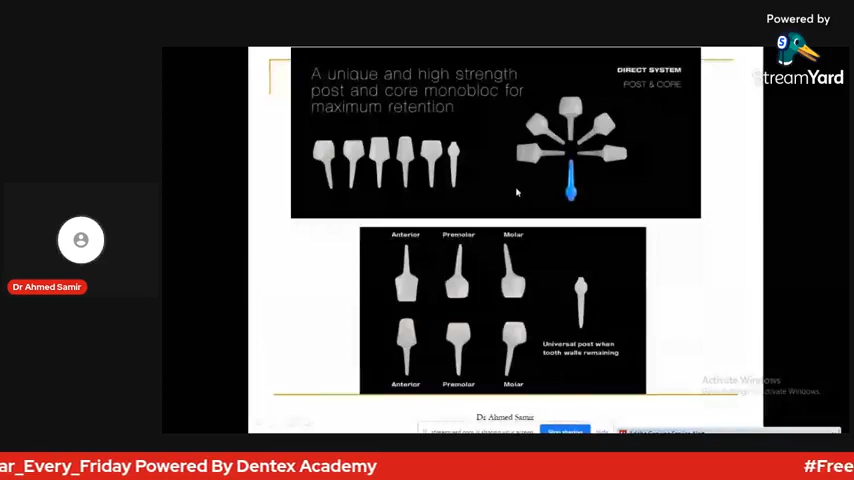 Powered by
StreamYard
A unique and high strength
post and core monobloc for
maximum retention
DIRECT SYSTEM
POST & CORE
Anterior Premolar Molar
Universal post when
tooth walls remaining
Anterior Premolar Molar
Dr Ahmed Samir
Activate Windows
Dr Ahmed Samir
Stop sharing
ar_Every_Friday Powered By Dentex Academy
#Free